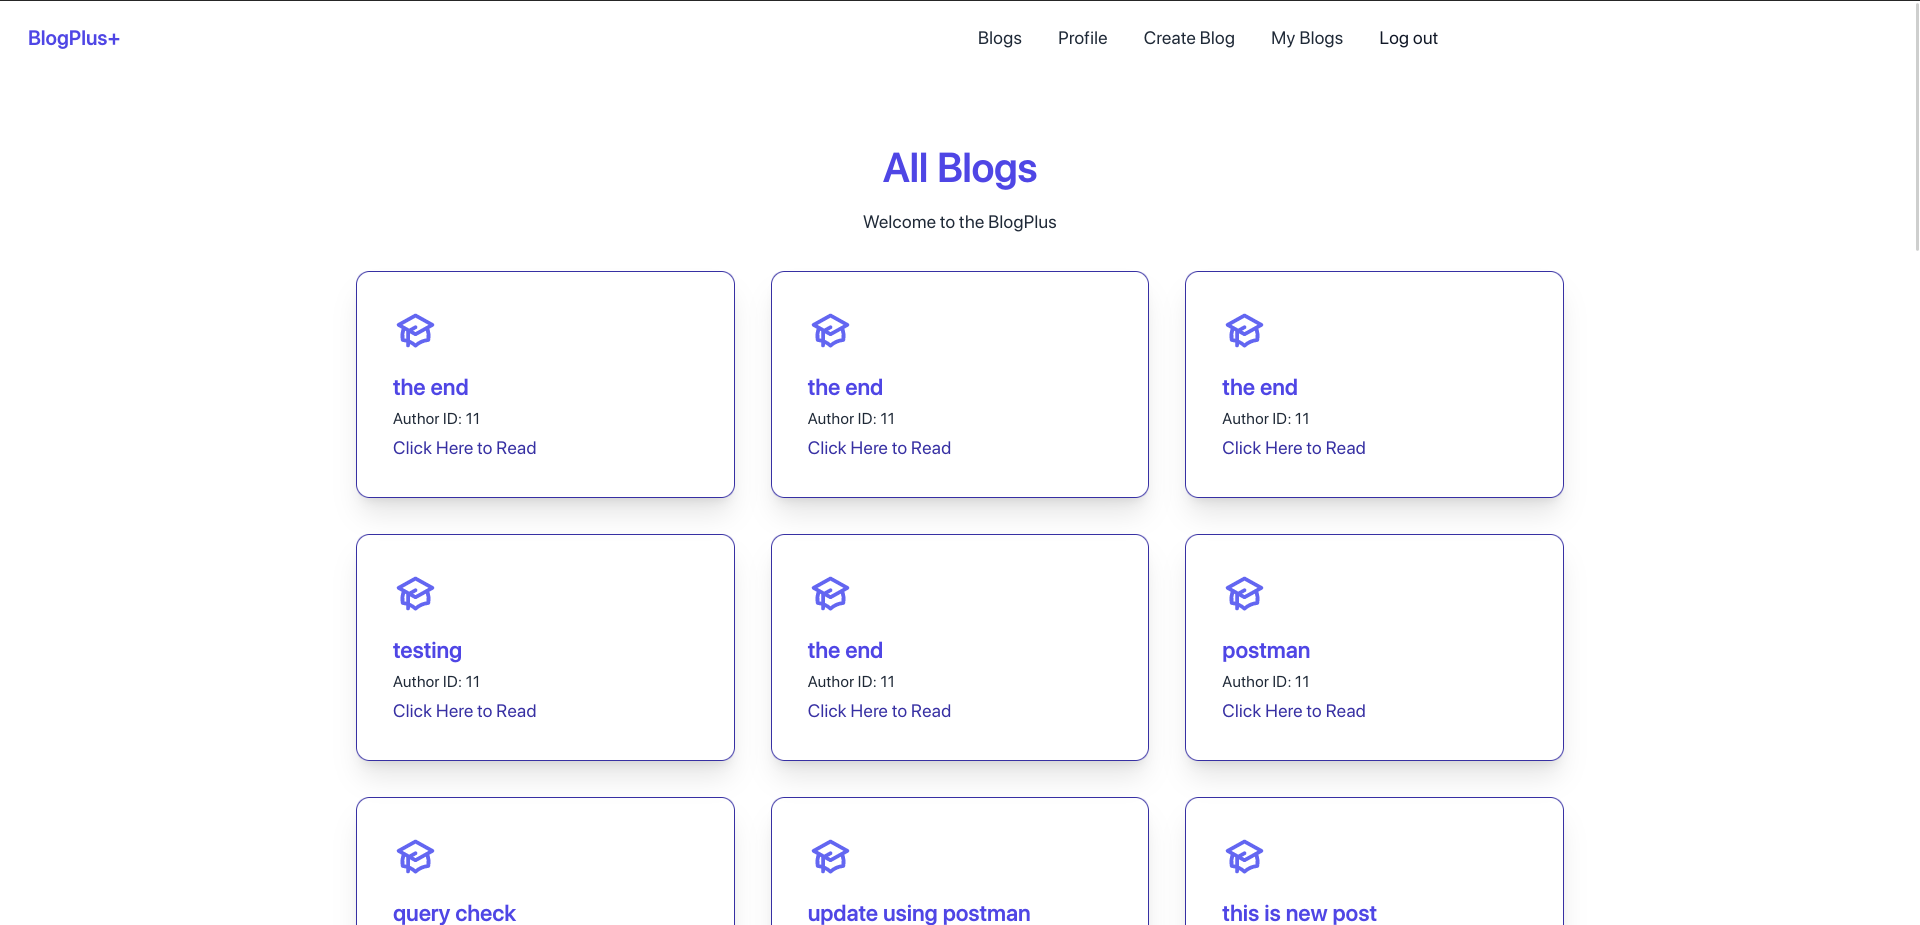 BlogPlus+
Blogs Profile Create Blog My Blogs Log out
All Blogs
Welcome to the BlogPlus
the end
Author ID: 11
Click Here to Read
the end
Author ID: 11
Click Here to Read
the end
Author ID: 11
Click Here to Read
testing
Author ID: 11
Click Here to Read
the end
Author ID: 11
Click Here to Read
postman
Author ID: 11
Click Here to Read
query check
update using postman
this is new post